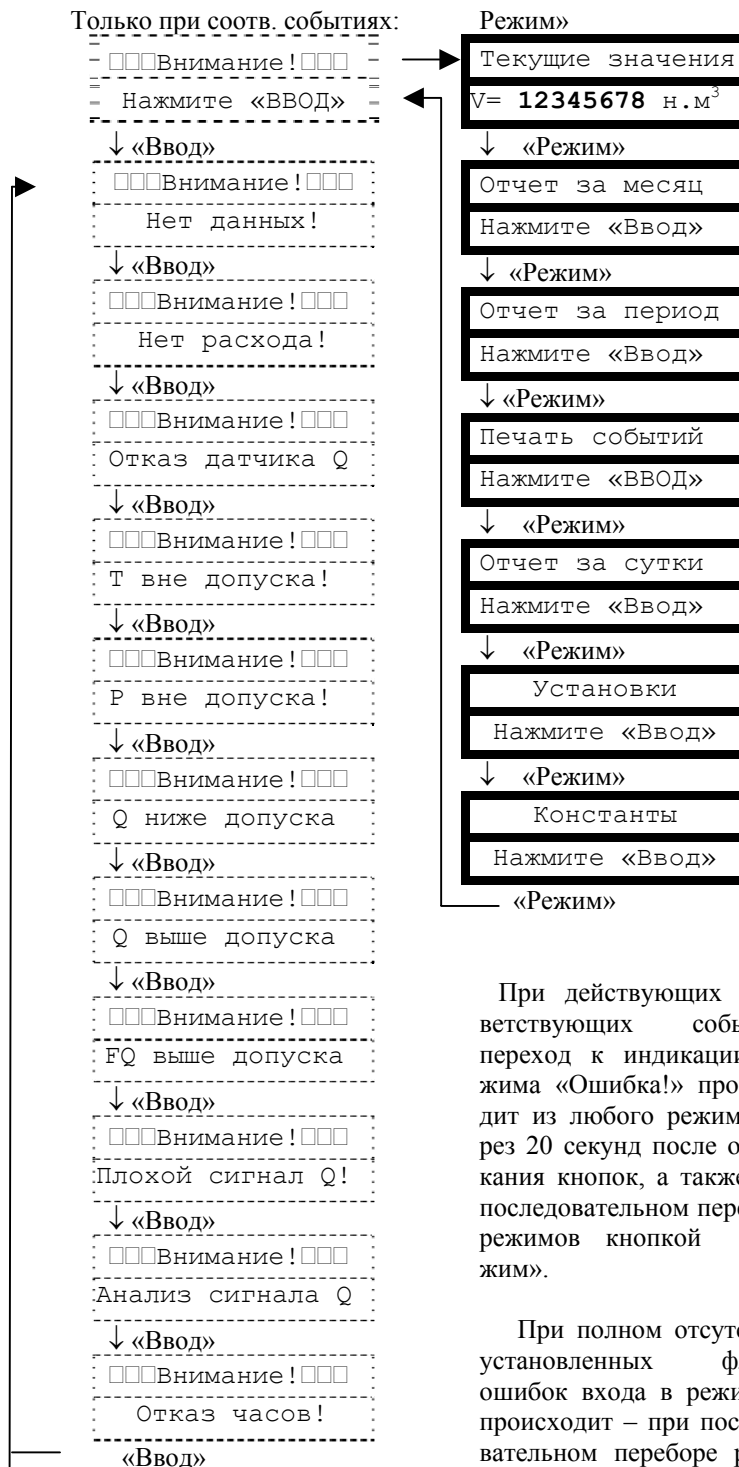 Только при соотв. событиях:
□□□Внимание!□□□
Нажмите «ВВОД»
↓ «Ввод»
□□□Внимание!□□□
Нет данных!
↓ «Ввод»
□□□Внимание!□□□
Нет расхода!
↓ «Ввод»
□□□Внимание!□□□
Отказ датчика Q
↓ «Ввод»
□□□Внимание!□□□
Т вне допуска!
↓ «Ввод»
□□□Внимание!□□□
Р вне допуска!
↓ «Ввод»
□□□Внимание!□□□
Q ниже допуска
↓ «Ввод»
□□□Внимание!□□□
Q выше допуска
↓ «Ввод»
□□□Внимание!□□□
FQ выше допуска
↓ «Ввод»
□□□Внимание!□□□
Плохой сигнал Q!
↓ «Ввод»
□□□Внимание!□□□
Анализ сигнала Q
↓ «Ввод»
□□□Внимание!□□□
Отказ часов!
«Ввод»
Режим»
Текущие значения
V= 12345678 н.м³
↓ «Режим»
Отчет за месяц
Нажмите «Ввод»
↓ «Режим»
Отчет за период
Нажмите «Ввод»
↓ «Режим»
Печать событий
Нажмите «ВВОД»
↓ «Режим»
Отчет за сутки
Нажмите «Ввод»
↓ «Режим»
Установки
Нажмите «Ввод»
↓ «Режим»
Константы
Нажмите «Ввод»
«Режим»
При действующих
ветствующих собы
переход к индикации
жима «Ошибка!» про
дит из любого режим
рез 20 секунд после о
кания кнопок, а также
последовательном пере
режимов кнопкой
жим».
При полном отсутс
установленных ф
ошибок входа в режи
происходит – при пос
вательном переборе р